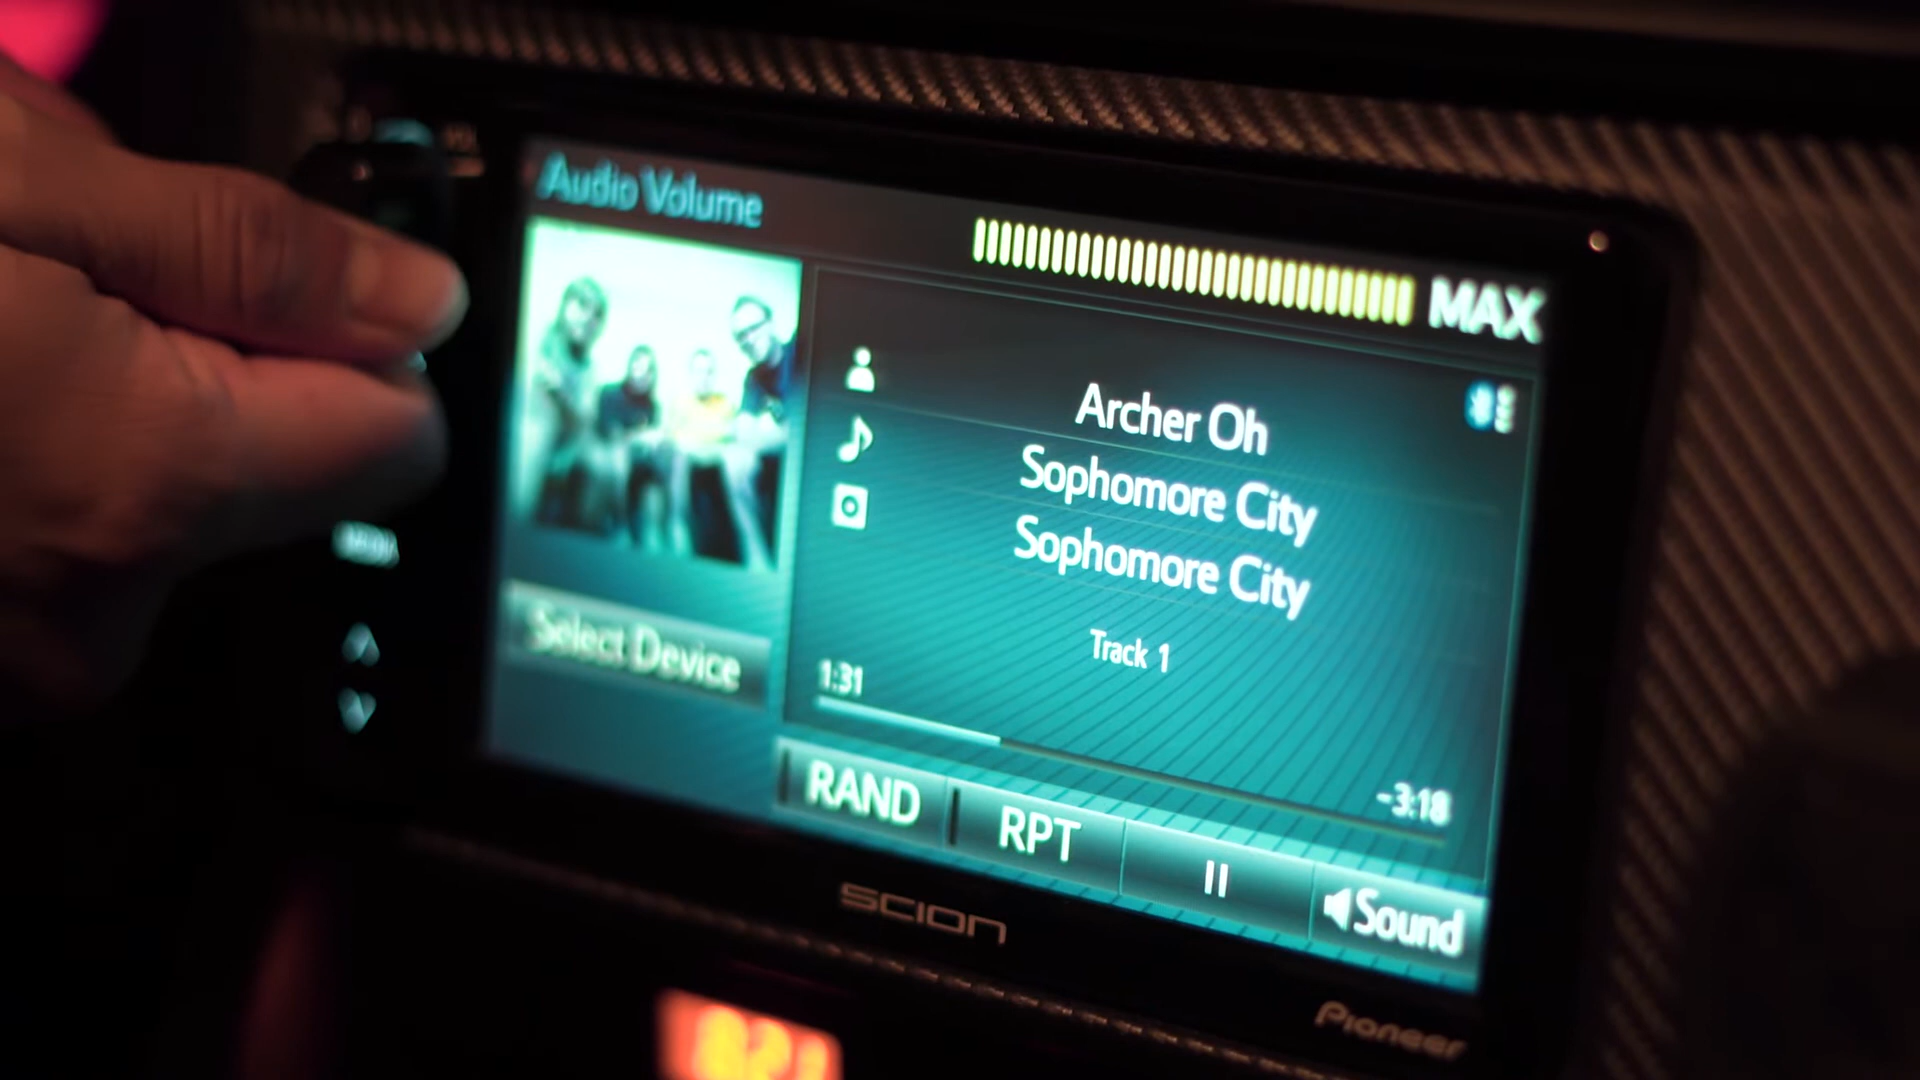 VOL
Audio Volume
MAX
Archer Oh
Sophomore City
Sophomore City
Track 1
Select Device
1:31
-3:18
RAND
RPT
Sound
SCION
Pioneer